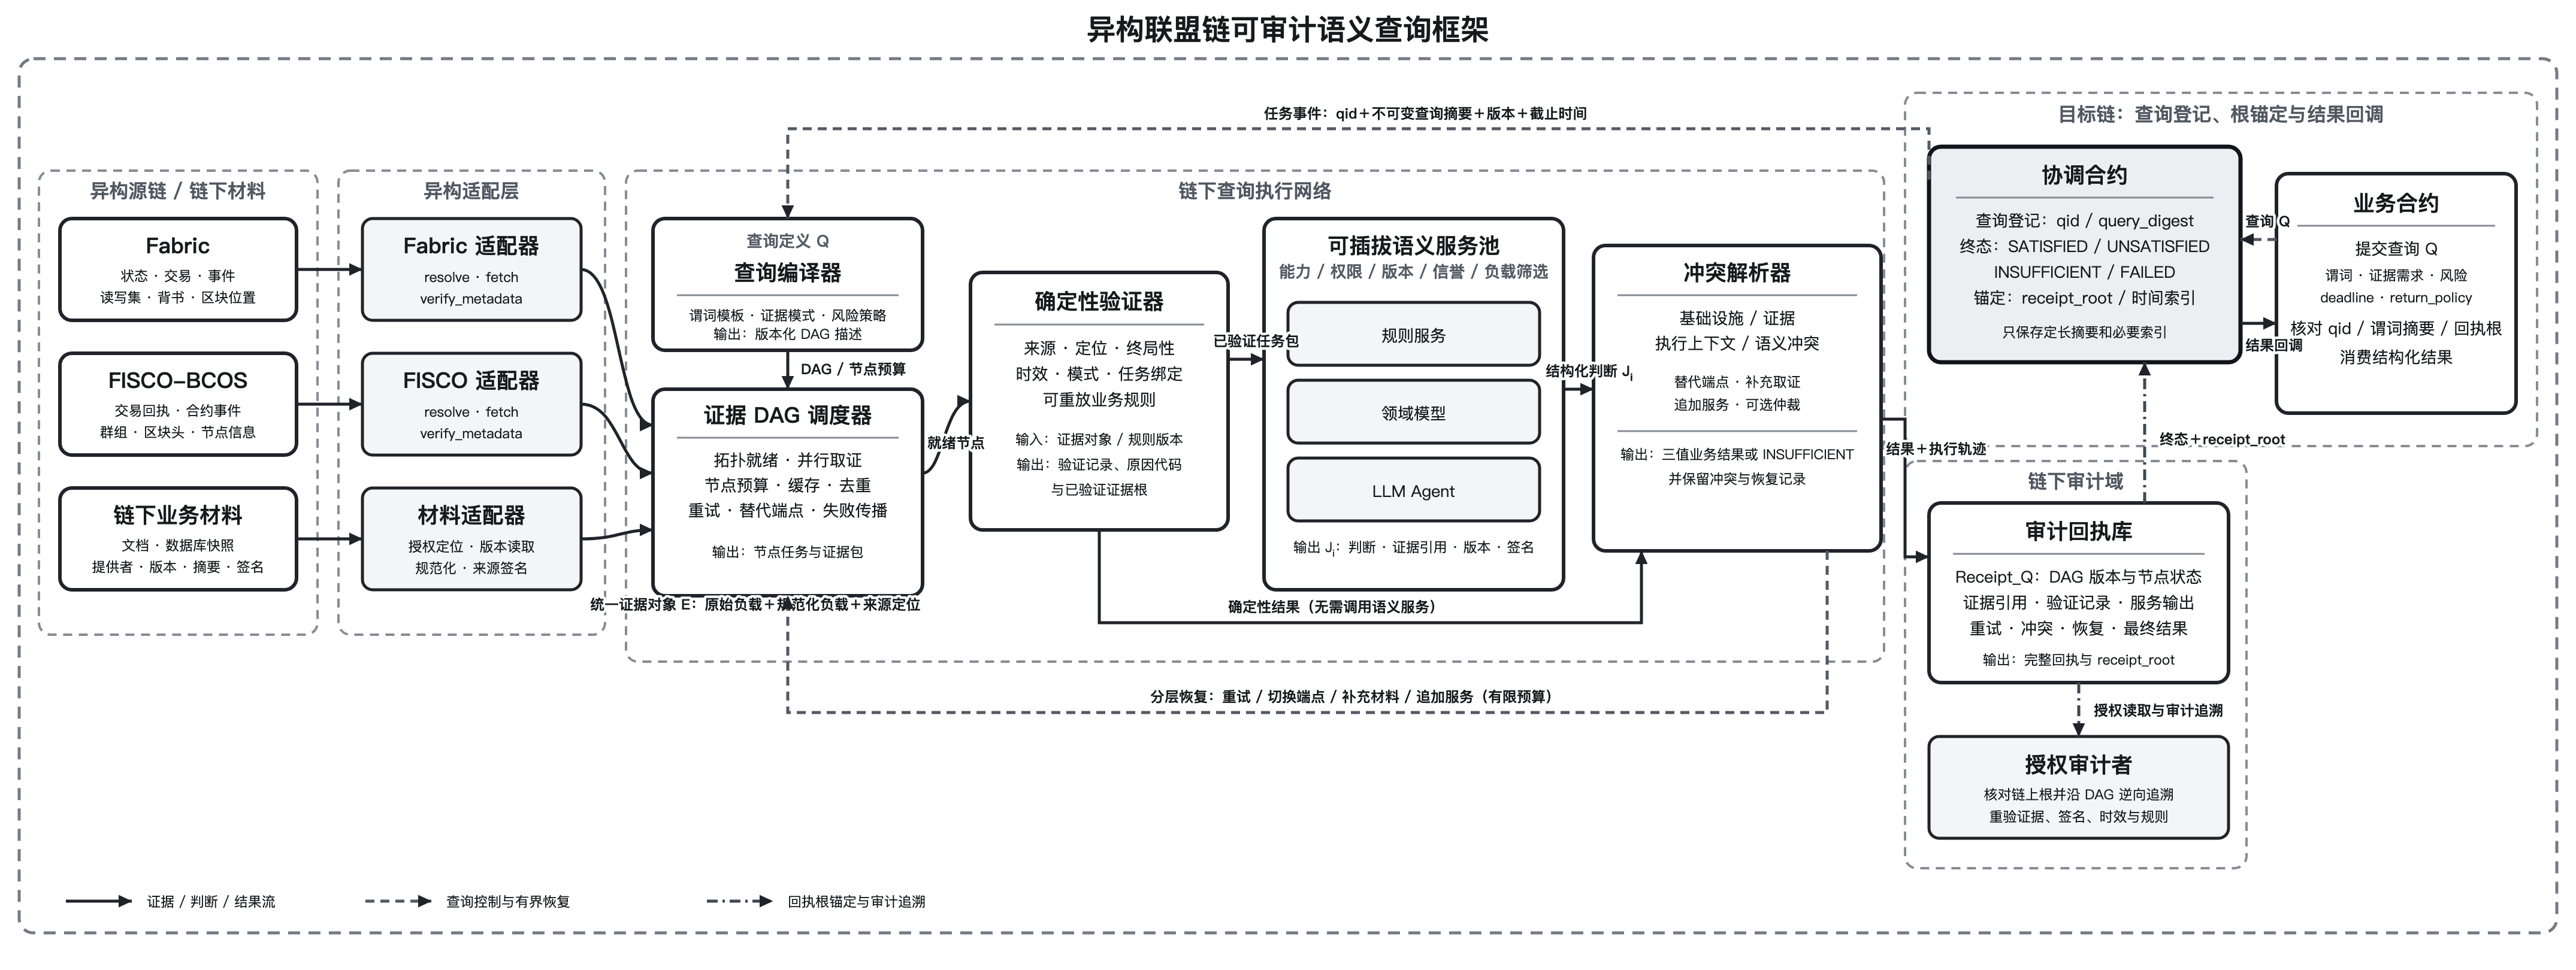 异构联盟链可审计语义查询框架
任务事件：qid＋不可变查询摘要＋版本＋截止时间
异构源链 / 链下材料
Fabric
状态 · 交易 · 事件
读写集 · 背书 · 区块位置
FISCO-BCOS
交易回执 · 合约事件
群组 · 区块头 · 节点信息
链下业务材料
文档 · 数据库快照
提供者 · 版本 · 摘要 · 签名
异构适配层
Fabric 适配器
resolve · fetch
verify_metadata
FISCO 适配器
resolve · fetch
verify_metadata
材料适配器
授权定位 · 版本读取
规范化 · 来源签名
链下查询执行网络
查询定义 Q
查询编译器
谓词模板 · 证据模式 · 风险策略
输出：版本化 DAG 描述
DAG / 节点预算
证据 DAG 调度器
拓扑就绪 · 并行取证
节点预算 · 缓存 · 去重
重试 · 替代端点 · 失败传播
输出：节点任务与证据包
统一证据对象 E：原始负载＋规范化负载＋来源定位
就绪节点
确定性验证器
来源 · 定位 · 终局性
时效 · 模式 · 任务绑定
可重放业务规则
输入：证据对象 / 规则版本
输出：验证记录、原因代码
与已验证证据根
已验证任务包
可插拔语义服务池
能力 / 权限 / 版本 / 信誉 / 负载筛选
规则服务
领域模型
LLM Agent
输出 Ji：判断 · 证据引用 · 版本 · 签名
结构化判断 Ji
冲突解析器
基础设施 / 证据
执行上下文 / 语义冲突
替代端点 · 补充取证
追加服务 · 可选仲裁
输出：三值业务结果或 INSUFFICIENT
并保留冲突与恢复记录
确定性结果（无需调用语义服务）
分层恢复：重试 / 切换端点 / 补充材料 / 追加服务（有限预算）
结果＋执行轨迹
目标链：查询登记、根锚定与结果回调
协调合约
查询登记：qid / query_digest
终态：SATISFIED / UNSATISFIED
INSUFFICIENT / FAILED
锚定：receipt_root / 时间索引
只保存定长摘要和必要索引
查询 Q
结果回调
业务合约
提交查询 Q
谓词 · 证据需求 · 风险
deadline · return_policy
核对 qid / 谓词摘要 / 回执根
消费结构化结果
终态＋receipt_root
链下审计域
审计回执库
Receipt_Q：DAG 版本与节点状态
证据引用 · 验证记录 · 服务输出
重试 · 冲突 · 恢复 · 最终结果
输出：完整回执与 receipt_root
授权读取与审计追溯
授权审计者
核对链上根并沿 DAG 逆向追溯
重验证据、签名、时效与规则
证据 / 判断 / 结果流
查询控制与有界恢复
回执根锚定与审计追溯